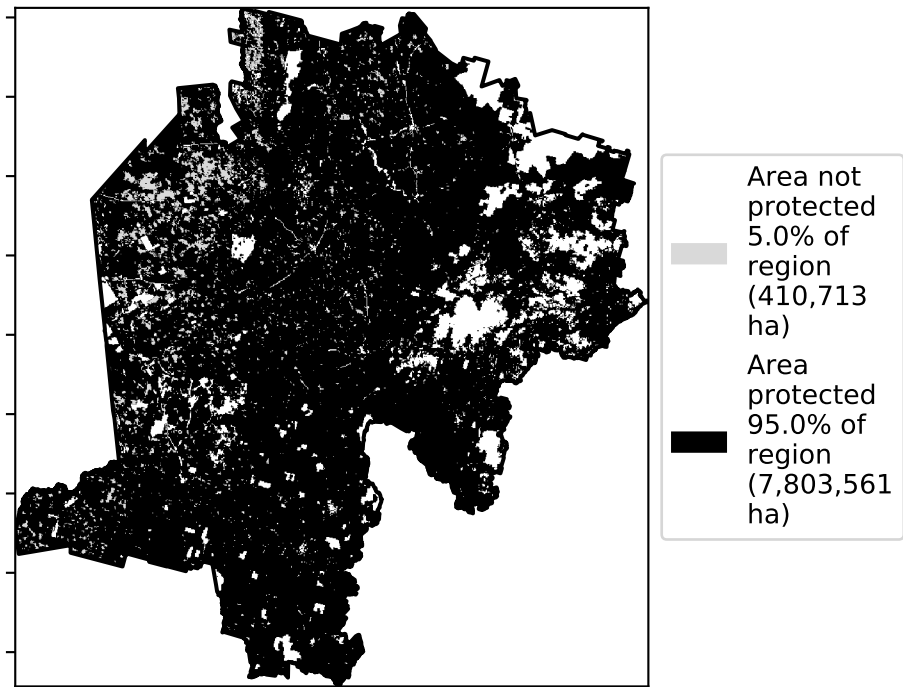 Area not
protected
5.0% of
region
(410,713
ha)
Area
protected
95.0% of
region
(7,803,561
ha)